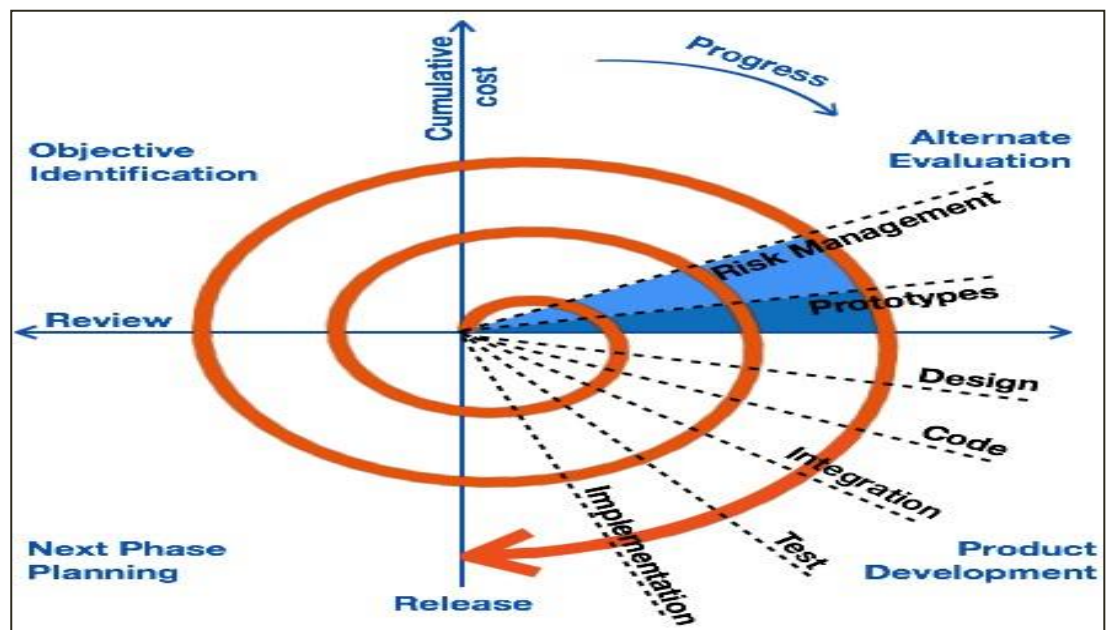 Cumulative
cost
Progress
Objective
Identification
Alternate
Evaluation
Risk Management
Prototypes
Review
Design
Code
Integration
Test
Implementation
Next Phase
Planning
Product
Development
Release